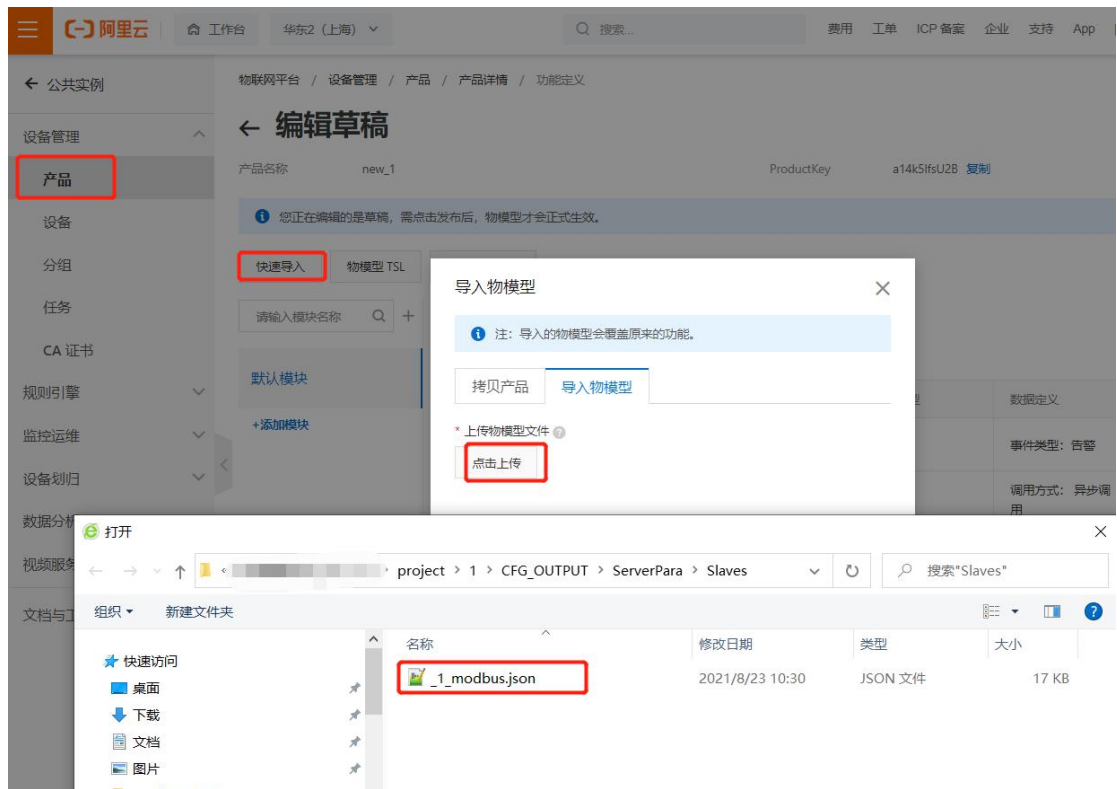 阿里云 工作台 华东2（上海） 搜索... 费用 工单 ICP 备案 企业 支持 App
公共实例
物联网平台 / 设备管理 / 产品 / 产品详情 / 功能定义
设备管理
编辑草稿
产品名称 new_1 ProductKey a14k5IfsU2B 复制
产品
您正在编辑的是草稿，需点击发布后，物模型才会正式生效。
设备
分组
快速导入 物模型 TSL
导入物模型
任务
请输入模块名称
注：导入的物模型会覆盖原来的功能。
CA 证书
默认模块
拷贝产品 导入物模型
规则引擎
数据定义
+添加模块
* 上传物模型文件
监控运维
事件类型：告警
点击上传
设备划归
调用方式：异步调
用
数据分析
打开
视频服务
project > 1 > CFG_OUTPUT > ServerPara > Slaves 搜索"Slaves"
文档与工
组织 新建文件夹
名称 修改日期 类型 大小
快速访问
_1_modbus.json 2021/8/23 10:30 JSON 文件 17 KB
桌面
下载
文档
图片